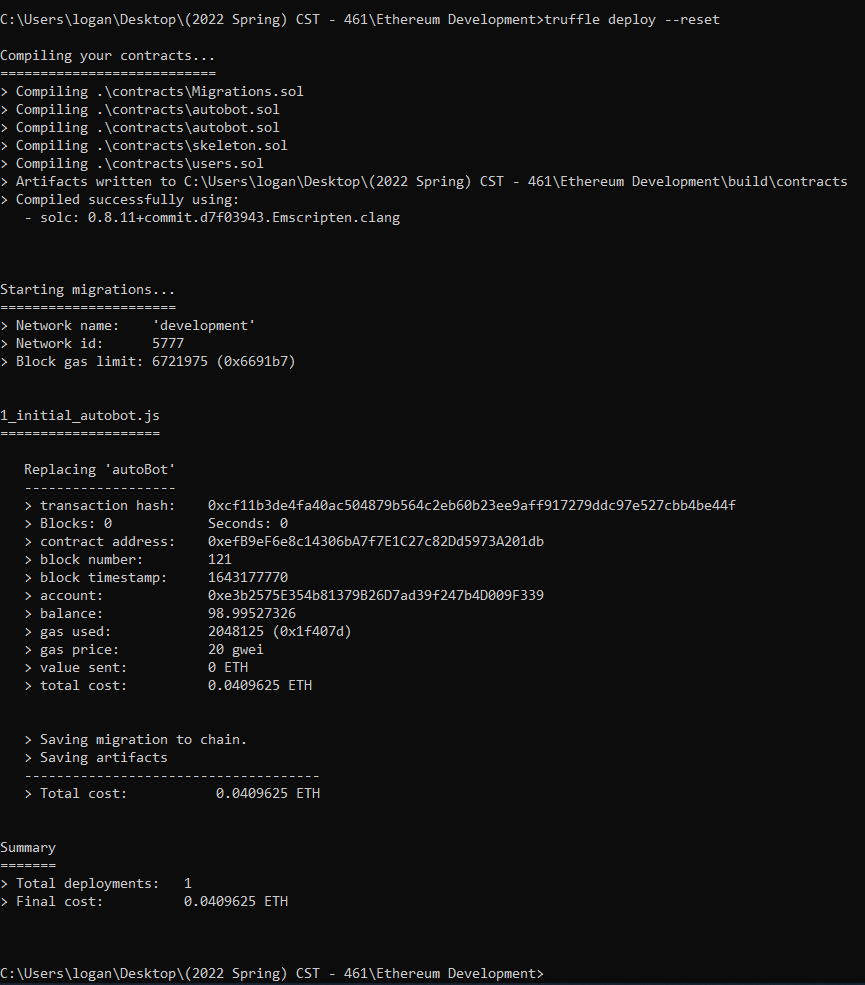 C:\Users\logan\Desktop\(2022 Spring) CST - 461\Ethereum Development>truffle deploy --reset
Compiling your contracts...
===========================
> Compiling .\contracts\Migrations.sol
> Compiling .\contracts\autobot.sol
> Compiling .\contracts\autobot.sol
> Compiling .\contracts\skeleton.sol
> Compiling .\contracts\users.sol
> Artifacts written to C:\Users\logan\Desktop\(2022 Spring) CST - 461\Ethereum Development\build\contracts
> Compiled successfully using:
   - solc: 0.8.11+commit.d7f03943.Emscripten.clang
Starting migrations...
======================
> Network name:    'development'
> Network id:      5777
> Block gas limit: 6721975 (0x6691b7)
1_initial_autobot.js
====================
   Replacing 'autoBot'
   -------------------
   > transaction hash:    0xcf11b3de4fa40ac504879b564c2eb60b23ee9aff917279ddc97e527cbb4be44f
   > Blocks: 0            Seconds: 0
   > contract address:    0xefB9eF6e8c14306bA7f7E1C27c82Dd5973A201db
   > block number:        121
   > block timestamp:     1643177770
   > account:             0xe3b2575E354b81379B26D7ad39f247b4D009F339
   > balance:             98.99527326
   > gas used:            2048125 (0x1f407d)
   > gas price:           20 gwei
   > value sent:          0 ETH
   > total cost:          0.0409625 ETH
   > Saving migration to chain.
   > Saving artifacts
   -------------------------------------
   > Total cost:           0.0409625 ETH
Summary
=======
> Total deployments:   1
> Final cost:          0.0409625 ETH
C:\Users\logan\Desktop\(2022 Spring) CST - 461\Ethereum Development>